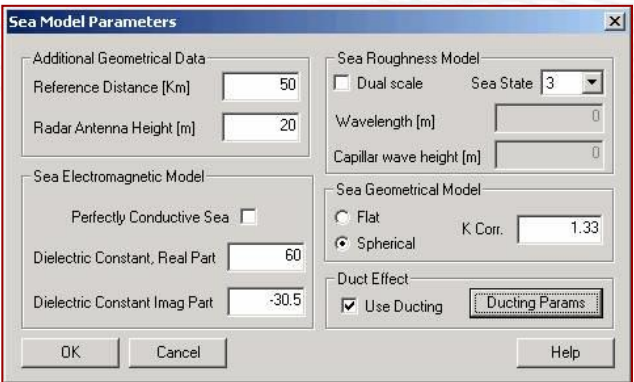 Sea Model Parameters
Additional Geometrical Data
Reference Distance [Km] 50
Radar Antenna Height [m] 20
Sea Electromagnetic Model
Perfectly Conductive Sea
Dielectric Constant, Real Part 60
Dielectric Constant Imag Part -30.5
Sea Roughness Model
Dual scale Sea State 3
Wavelength [m] 0
Capillar wave height [m] 0
Sea Geometrical Model
Flat
Spherical
K Corr. 1.33
Duct Effect
Use Ducting Ducting Params
OK Cancel Help